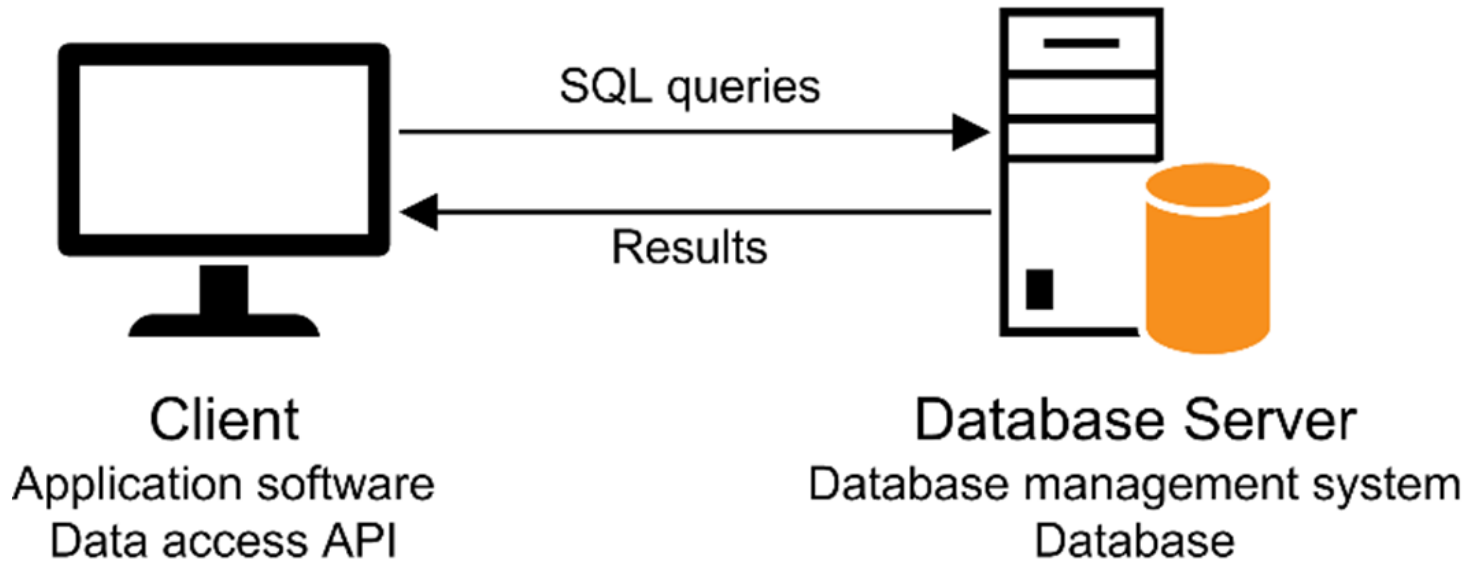 SQL queries
Results
Client
Application software
Data access API
Database Server
Database management system
Database